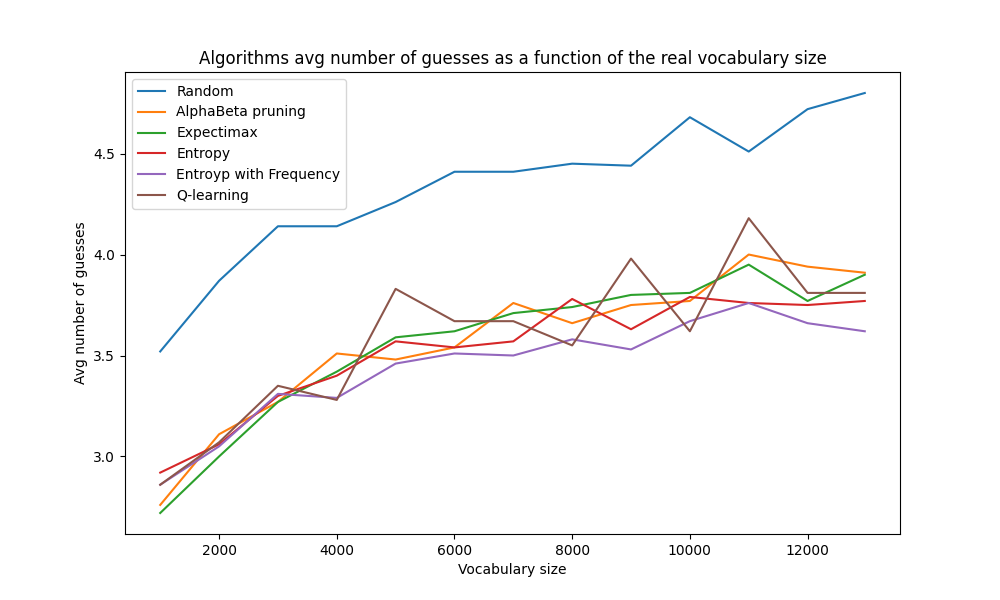 Algorithms avg number of guesses as a function of the real vocabulary size
Random
AlphaBeta pruning
Expectimax
Entropy
Entroyp with Frequency
Q-learning
Avg number of guesses
4.5
4.0
3.5
3.0
2000
4000
6000
8000
10000
12000
Vocabulary size